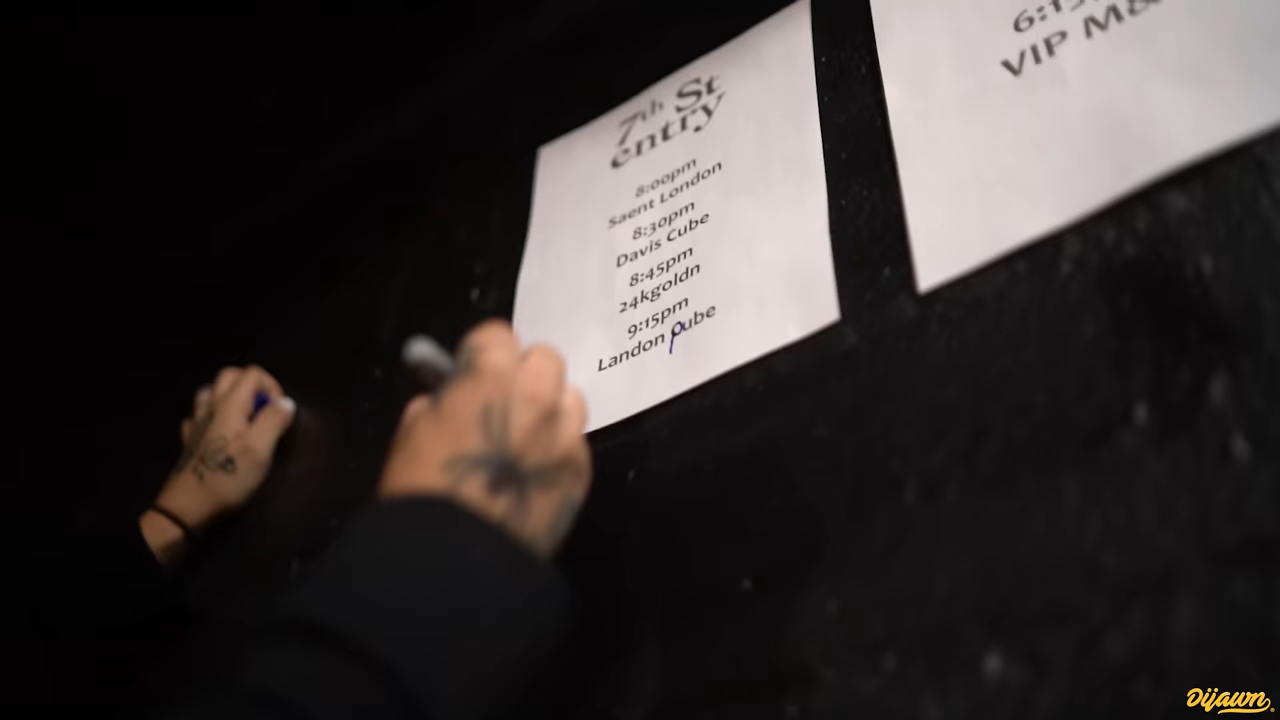 7th St
entry
8:00pm
Saent London
8:30pm
Davis Cube
8:45pm
24kgoldn
9:15pm
Landon Cube
VIP
Dijawn